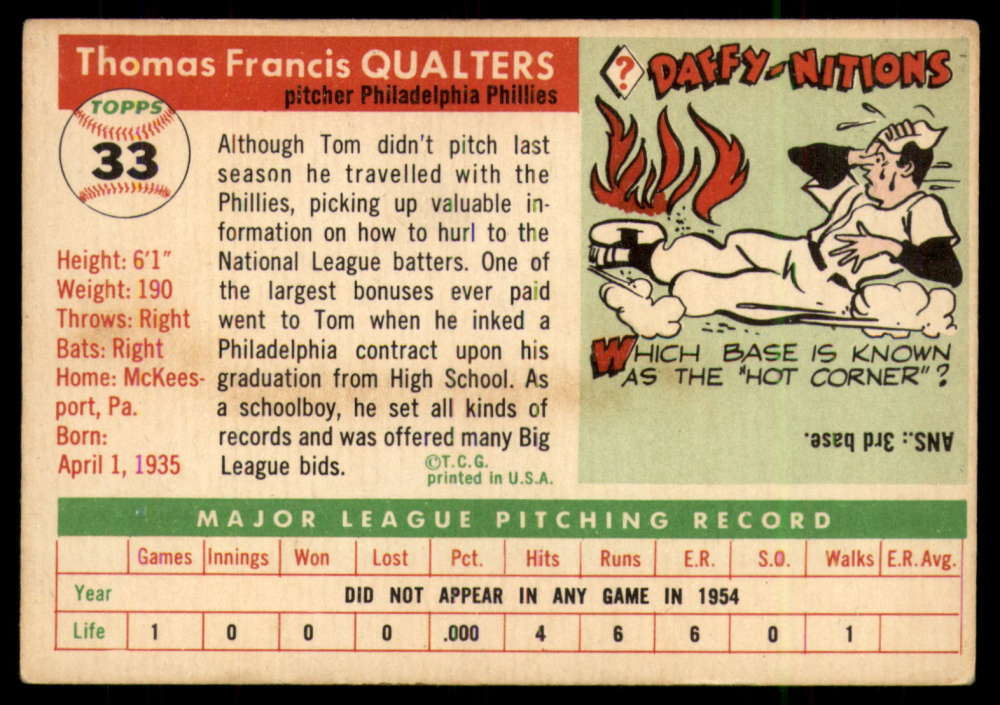 Thomas Francis QUALTERS
pitcher Philadelphia Phillies
TOPPS
33
Height: 6'1"
Weight: 190
Throws: Right
Bats: Right
Home: McKees-
port, Pa.
Born:
April 1, 1935
Although Tom didn't pitch last
season he travelled with the
Phillies, picking up valuable in-
formation on how to hurl to the
National League batters. One of
the largest bonuses ever paid
went to Tom when he inked a
Philadelphia contract upon his
graduation from High School. As
a schoolboy, he set all kinds of
records and was offered many Big
League bids.
©T.C.G.
printed in U.S.A.
? DAFFY-NITIONS
WHICH BASE IS KNOWN
AS THE "HOT CORNER"?
ANS.: 3rd base.
MAJOR LEAGUE PITCHING RECORD
Games Innings Won Lost Pct. Hits Runs E.R. S.O. Walks E.R.Avg.
Year DID NOT APPEAR IN ANY GAME IN 1954
Life 1 0 0 0 .000 4 6 6 0 1